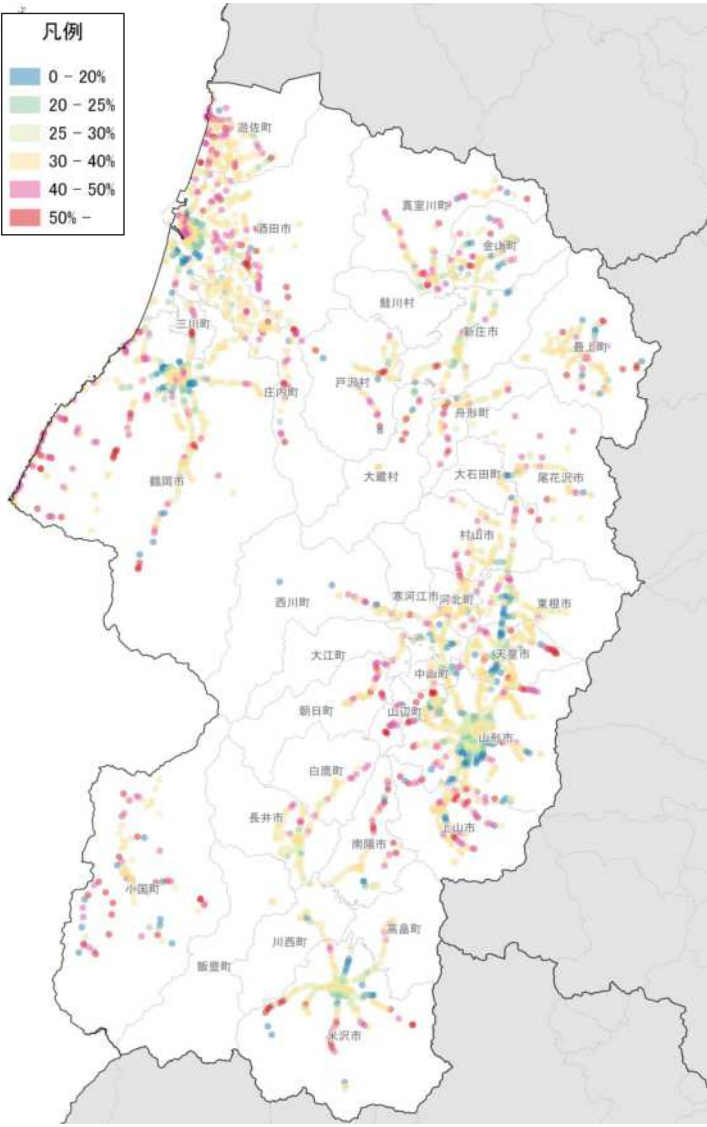 凡例
0 - 20%
20 - 25%
25 - 30%
30 - 40%
40 - 50%
50% -
遊佐町
酒田市
真室川町
金山町
鮭川村
三川町
新庄市
最上町
庄内町
戸沢村
舟形町
鶴岡市
大蔵村
大石田町
尾花沢市
村山市
西川町
寒河江市
河北町
東根市
大江町
天童市
中山町
朝日町
山辺町
山形市
白鷹町
長井市
南陽市
上山市
小国町
川西町
高畠町
飯豊町
米沢市